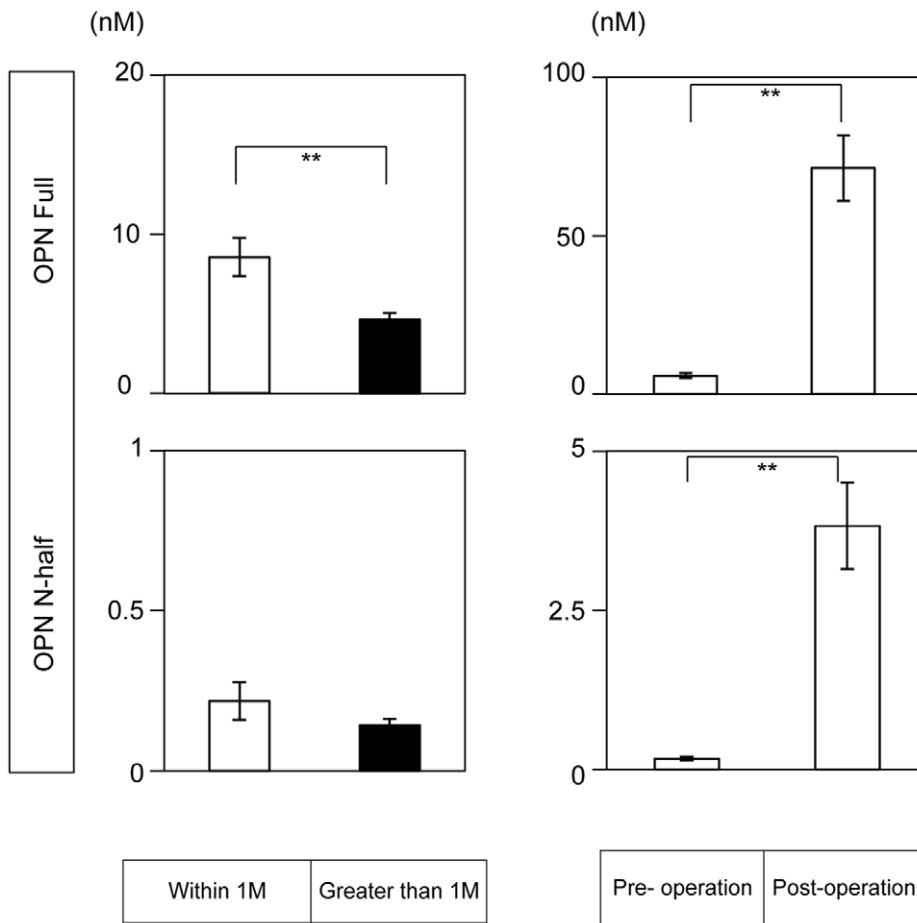 (nM)
(nM)
OPN Full
20
10
0
**
100
50
0
**
OPN N-half
1
0.5
0
5
2.5
0
**
Within 1M
Greater than 1M
Pre- operation
Post-operation